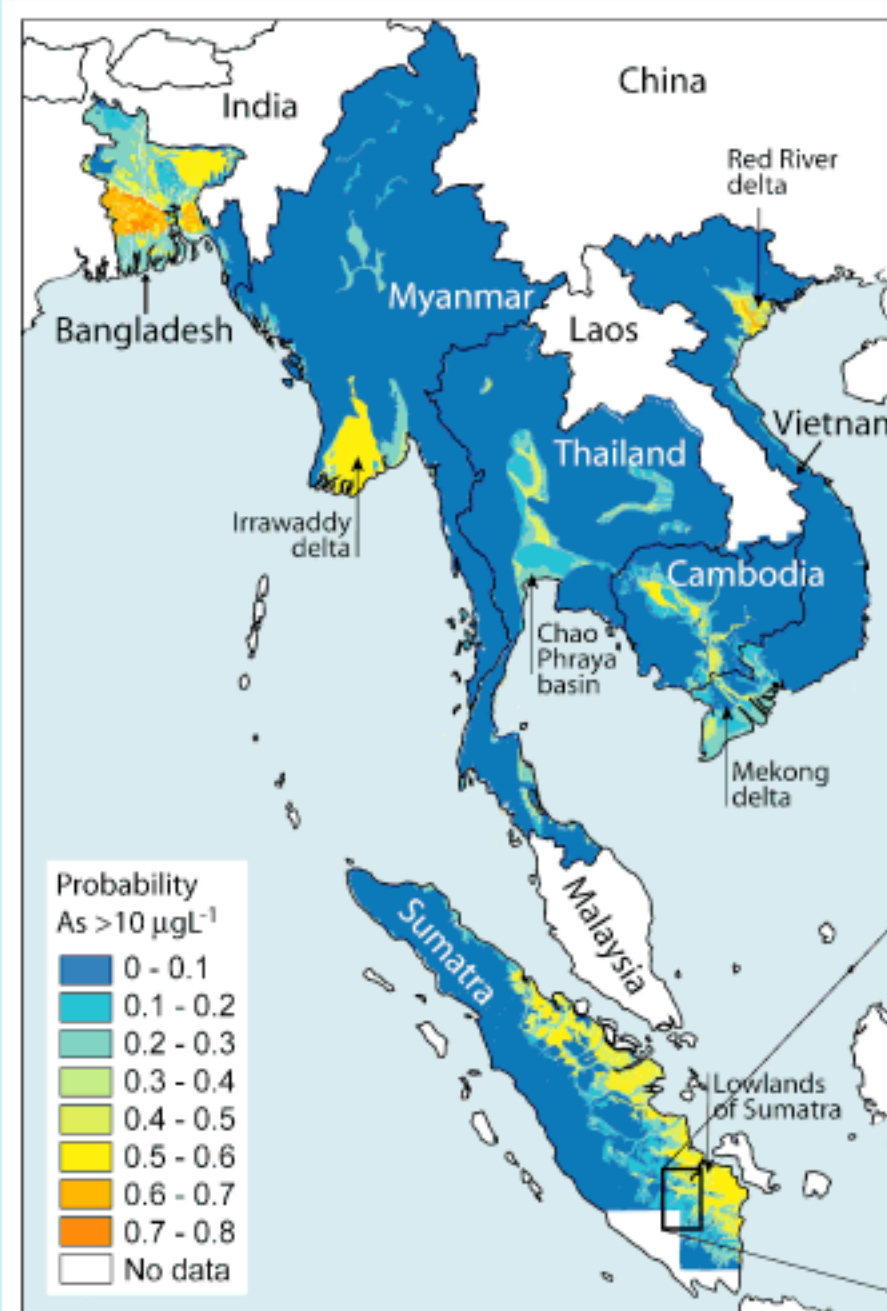 India
China
Red River
delta
Myanmar
Laos
Bangladesh
Vietnan
Thailand
Irrawaddy
delta
Cambodia
Chao
Phraya
basin
Mekong
delta
Probability
As >10 μgL⁻¹
0 - 0.1
0.1 - 0.2
0.2 - 0.3
0.3 - 0.4
0.4 - 0.5
0.5 - 0.6
0.6 - 0.7
0.7 - 0.8
No data
Sumatra
Malaysia
Lowlands
of Sumatra